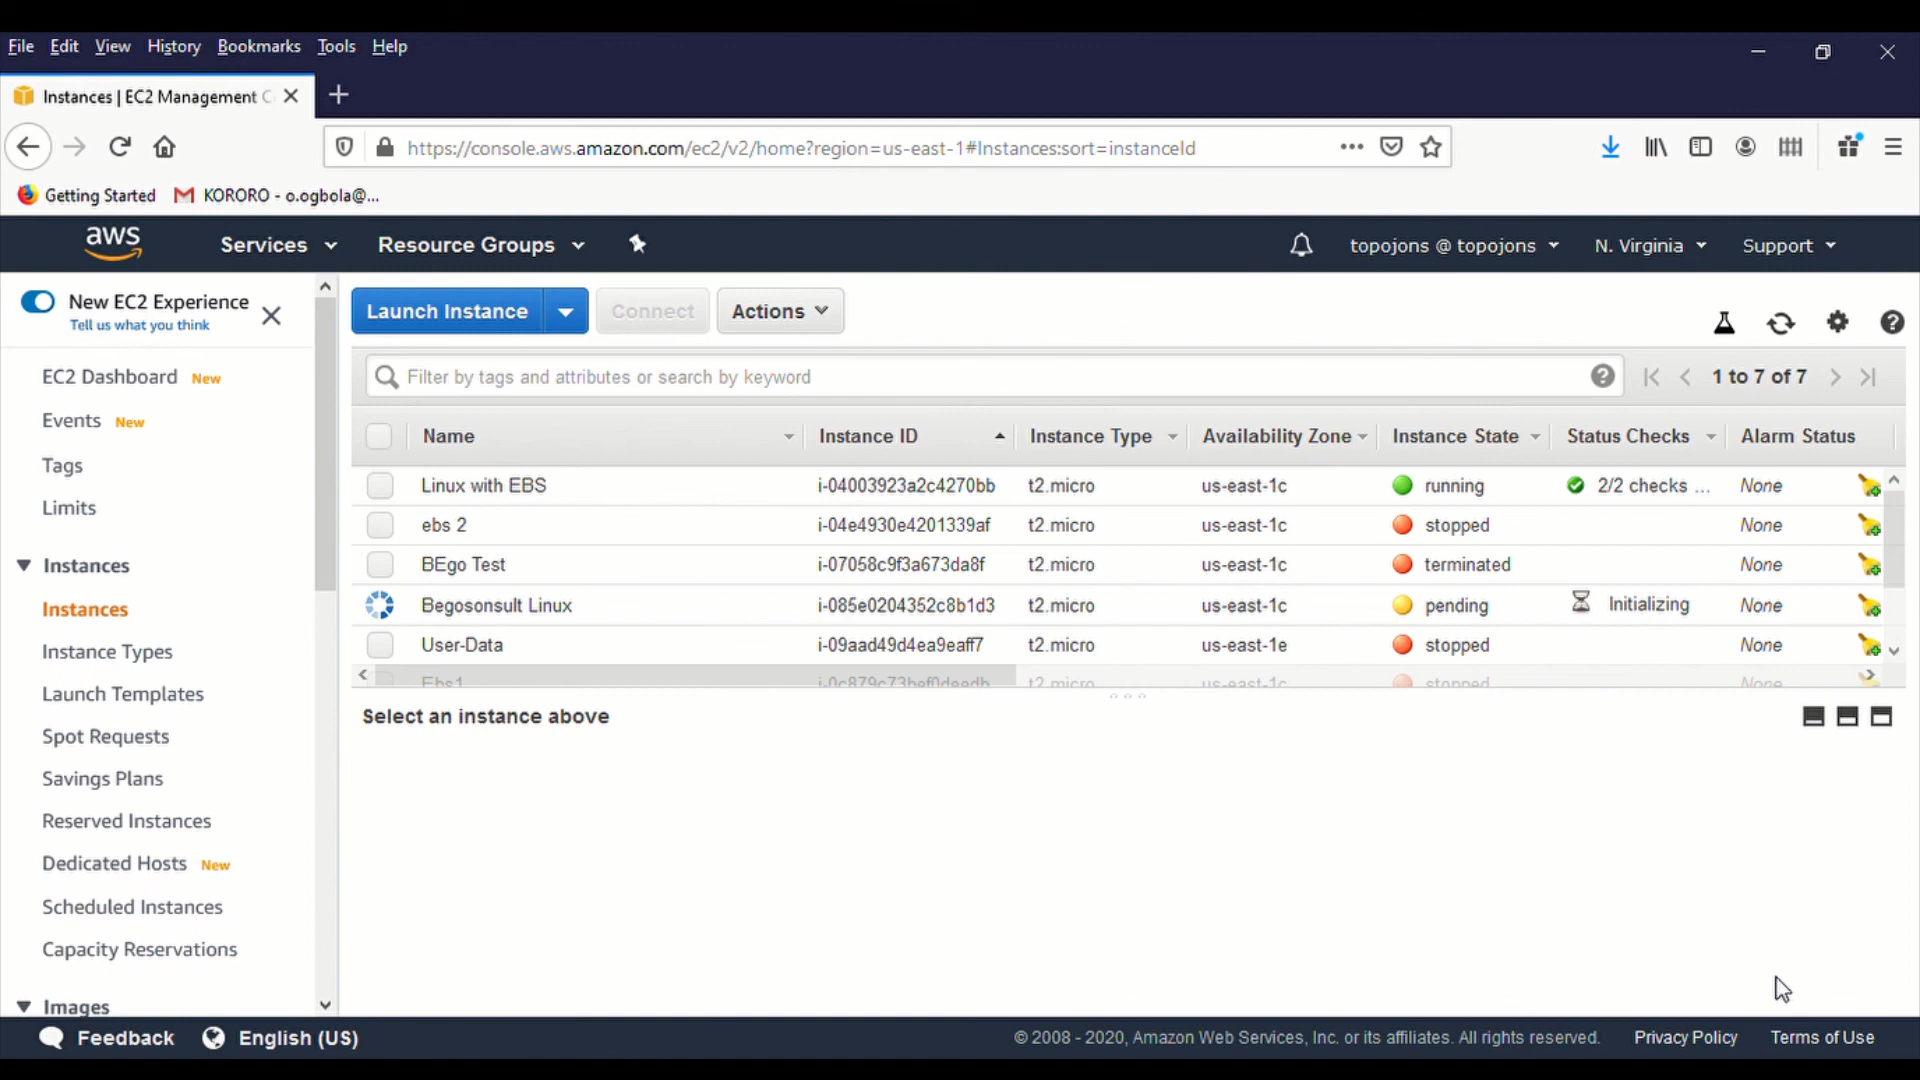 File Edit View History Bookmarks Tools Help
Instances | EC2 Management C
https://console.aws.amazon.com/ec2/v2/home?region=us-east-1#Instances:sort=instanceId
Getting Started KORORO - o.ogbola@...
aws Services Resource Groups topojons @ topojons N. Virginia Support
New EC2 Experience
Tell us what you think
Launch Instance Connect Actions
EC2 Dashboard New
Events New
Tags
Limits
Instances
Instances
Instance Types
Launch Templates
Spot Requests
Savings Plans
Reserved Instances
Dedicated Hosts New
Scheduled Instances
Capacity Reservations
Images
Filter by tags and attributes or search by keyword 1 to 7 of 7
Name Instance ID Instance Type Availability Zone Instance State Status Checks Alarm Status
Linux with EBS i-04003923a2c4270bb t2.micro us-east-1c running 2/2 checks ... None
ebs 2 i-04e4930e4201339af t2.micro us-east-1c stopped None
BEgo Test i-07058c9f3a673da8f t2.micro us-east-1c terminated None
Begosonsult Linux i-085e0204352c8b1d3 t2.micro us-east-1c pending Initializing None
User-Data i-09aad49d4ea9eaff7 t2.micro us-east-1e stopped None
Ebs1 t2.micro us-east-1c stopped None
Select an instance above
Feedback English (US) © 2008 - 2020, Amazon Web Services, Inc. or its affiliates. All rights reserved. Privacy Policy Terms of Use